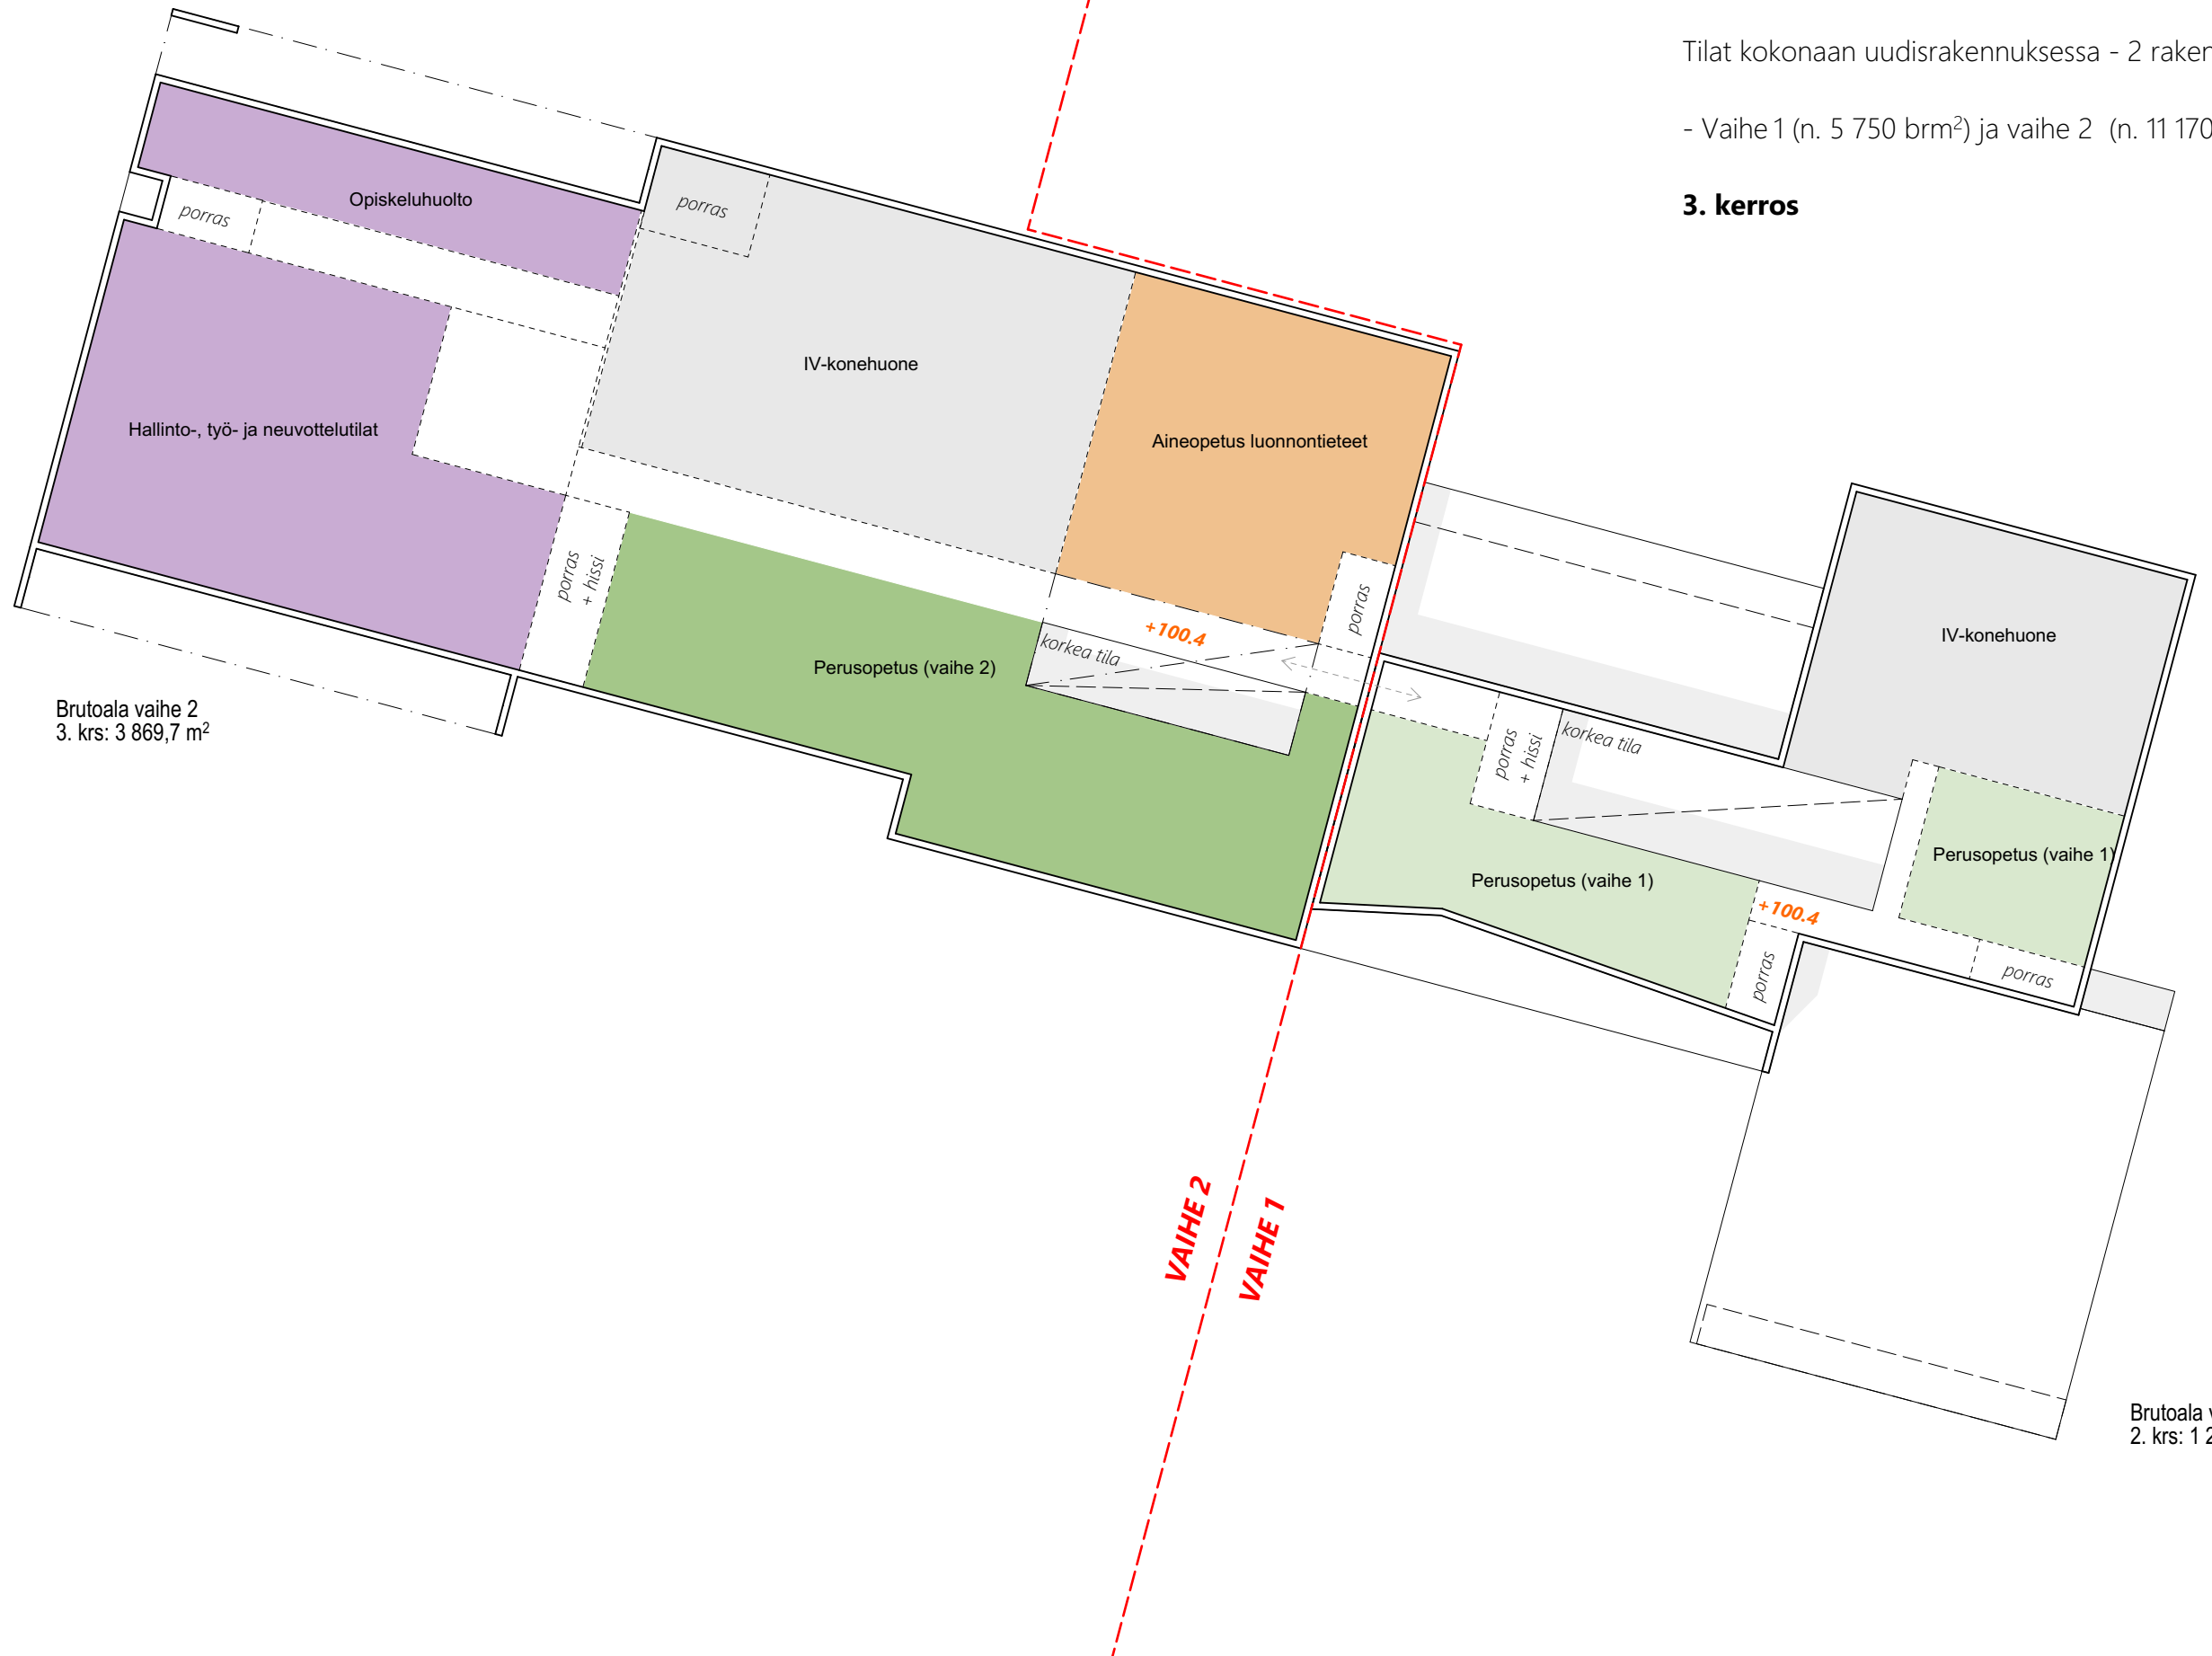 Tilat kokonaan uudisrakennuksessa - 2 raken
- Vaihe 1 (n. 5 750 brm²) ja vaihe 2 (n. 11 170
3. kerros
Opiskeluhuolto
porras
porras
IV-konehuone
Hallinto-, työ- ja neuvottelutilat
Aineopetus luonnontieteet
porras
+ hissi
porras
+100.4
korkea tila
Perusopetus (vaihe 2)
IV-konehuone
porras
+ hissi
korkea tila
Perusopetus (vaihe 1)
Perusopetus (vaihe 1)
+100.4
porras
porras
Brutoala vaihe 2
3. krs: 3 869,7 m²
VAIHE 2
VAIHE 1
Brutoala v
2. krs: 1 2